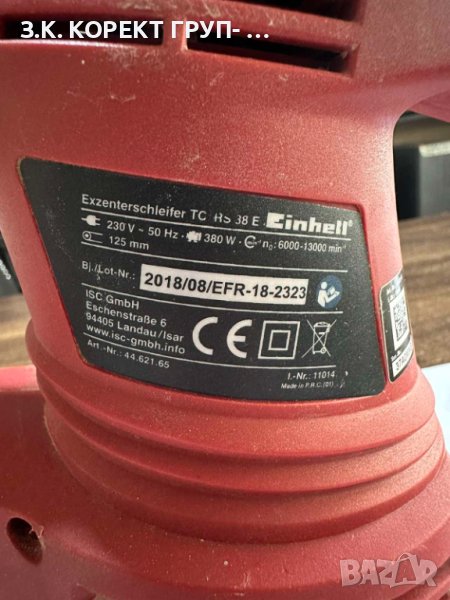 З.К. КОРЕКТ ГРУП- ...
Exzenterschleifer TC RS 38 E Einhell
230 V ~ 50 Hz · 380 W · n₀: 6000-13000 min⁻¹
125 mm
Bj./Lot-Nr.: 2018/08/EFR-18-2323
ISC GmbH
Eschenstraße 6
94405 Landau/Isar
www.isc-gmbh.info
Art.-Nr.: 44.621.65
CE
I.-Nr.: 11014
Made in P.R.C. (01)
BAZAR